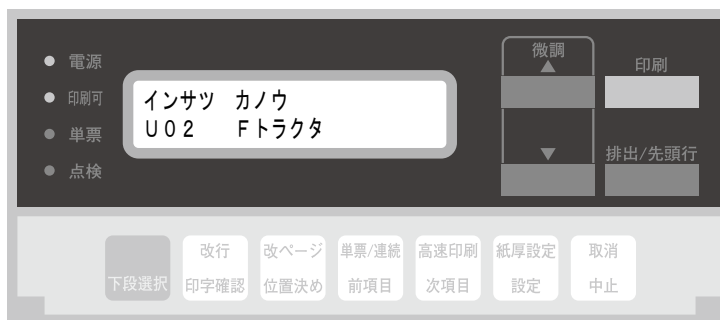 電源
印刷可
単票
点検
インサツ カノウ
U02 Fトラクタ
微調
▲
▼
印刷
排出/先頭行
下段選択
改行
印字確認
改ページ
位置決め
単票/連続
前項目
高速印刷
次項目
紙厚設定
設定
取消
中止